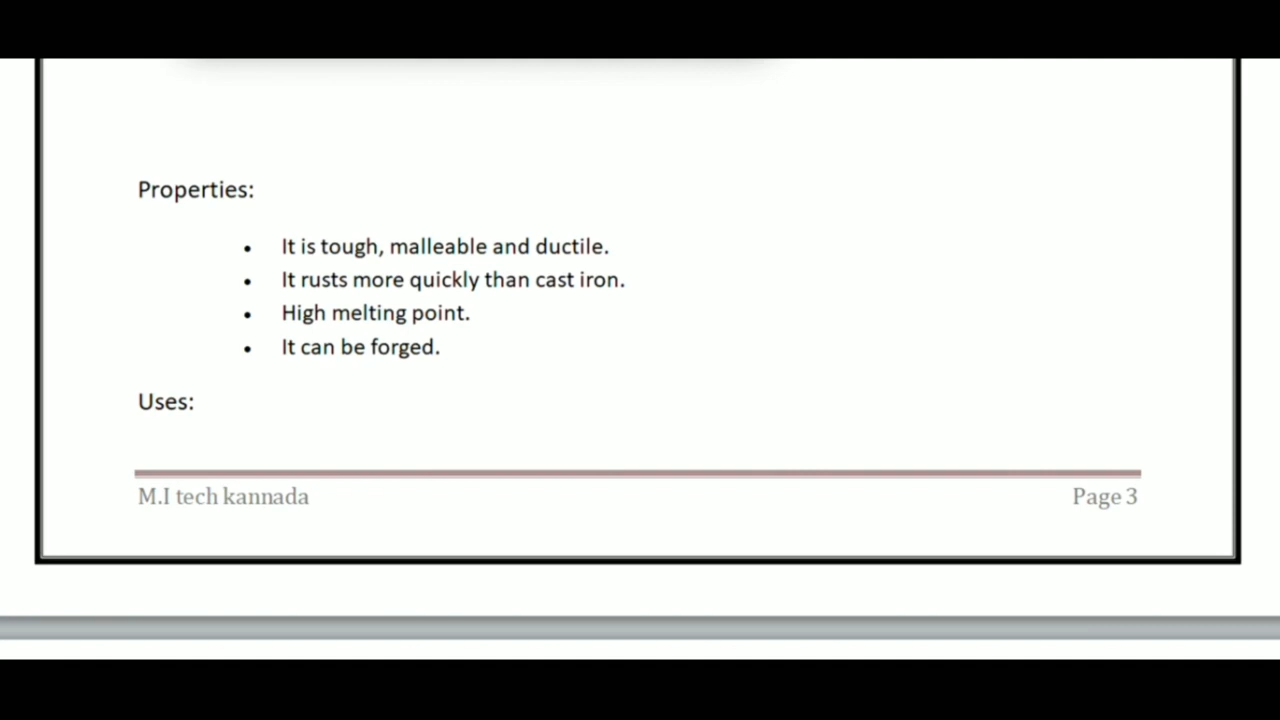 Properties:
• It is tough, malleable and ductile.
• It rusts more quickly than cast iron.
• High melting point.
• It can be forged.
Uses:
M.I tech kannada
Page 3